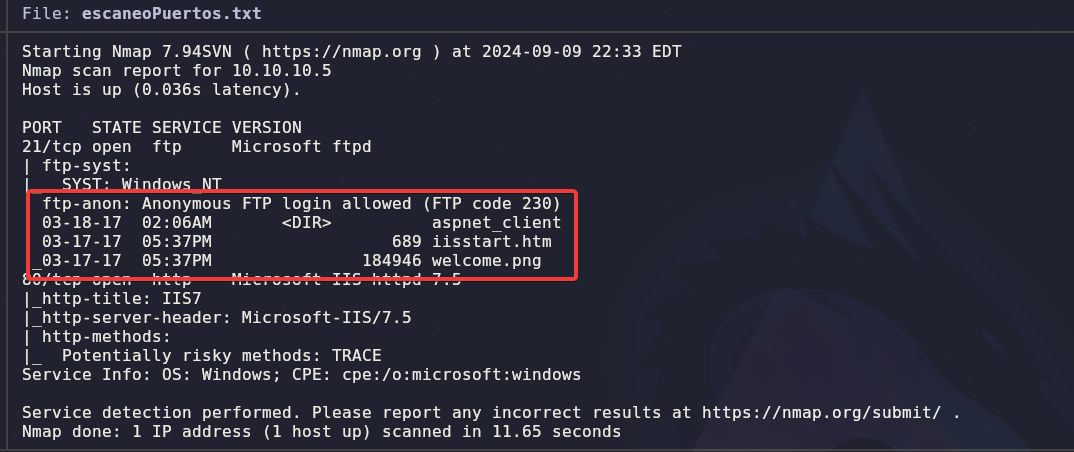 File: escaneoPuertos.txt
Starting Nmap 7.94SVN ( https://nmap.org ) at 2024-09-09 22:33 EDT
Nmap scan report for 10.10.10.5
Host is up (0.036s latency).
PORT   STATE SERVICE VERSION
21/tcp open  ftp     Microsoft ftpd
| ftp-syst:
|_  SYST: Windows_NT
ftp-anon: Anonymous FTP login allowed (FTP code 230)
03-18-17  02:06AM       <DIR>          aspnet_client
03-17-17  05:37PM                  689 iisstart.htm
_03-17-17  05:37PM               184946 welcome.png
80/tcp open  http    Microsoft IIS httpd 7.5
|_http-title: IIS7
|_http-server-header: Microsoft-IIS/7.5
| http-methods:
|_  Potentially risky methods: TRACE
Service Info: OS: Windows; CPE: cpe:/o:microsoft:windows
Service detection performed. Please report any incorrect results at https://nmap.org/submit/ .
Nmap done: 1 IP address (1 host up) scanned in 11.65 seconds